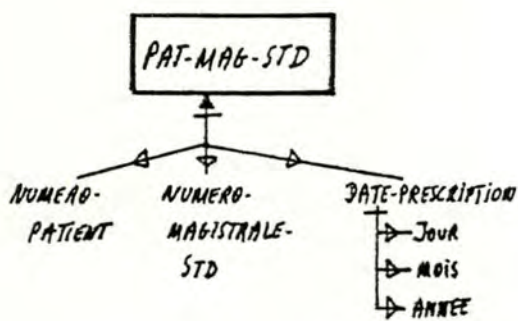 PAT-MAG-STD
NUMERO-PATIENT
NUMERO-MAGISTRALE-STD
DATE-PRESCRIPTION
JOUR
MOIS
ANNEE